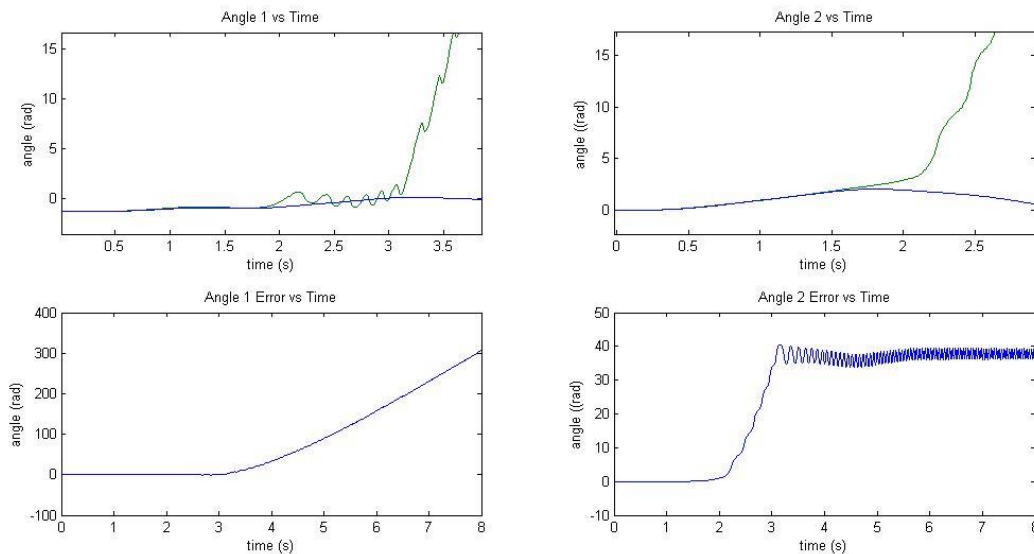 Angle 1 vs Time
15
10
5
0
angle (rad)
0.5 1 1.5 2 2.5 3 3.5
time (s)
Angle 2 vs Time
15
10
5
0
angle ((rad)
0 0.5 1 1.5 2 2.5
time (s)
Angle 1 Error vs Time
400
300
200
100
0
-100
angle (rad)
0 1 2 3 4 5 6 7 8
time (s)
Angle 2 Error vs Time
50
40
30
20
10
0
-10
angle ((rad)
0 1 2 3 4 5 6 7 8
time (s)